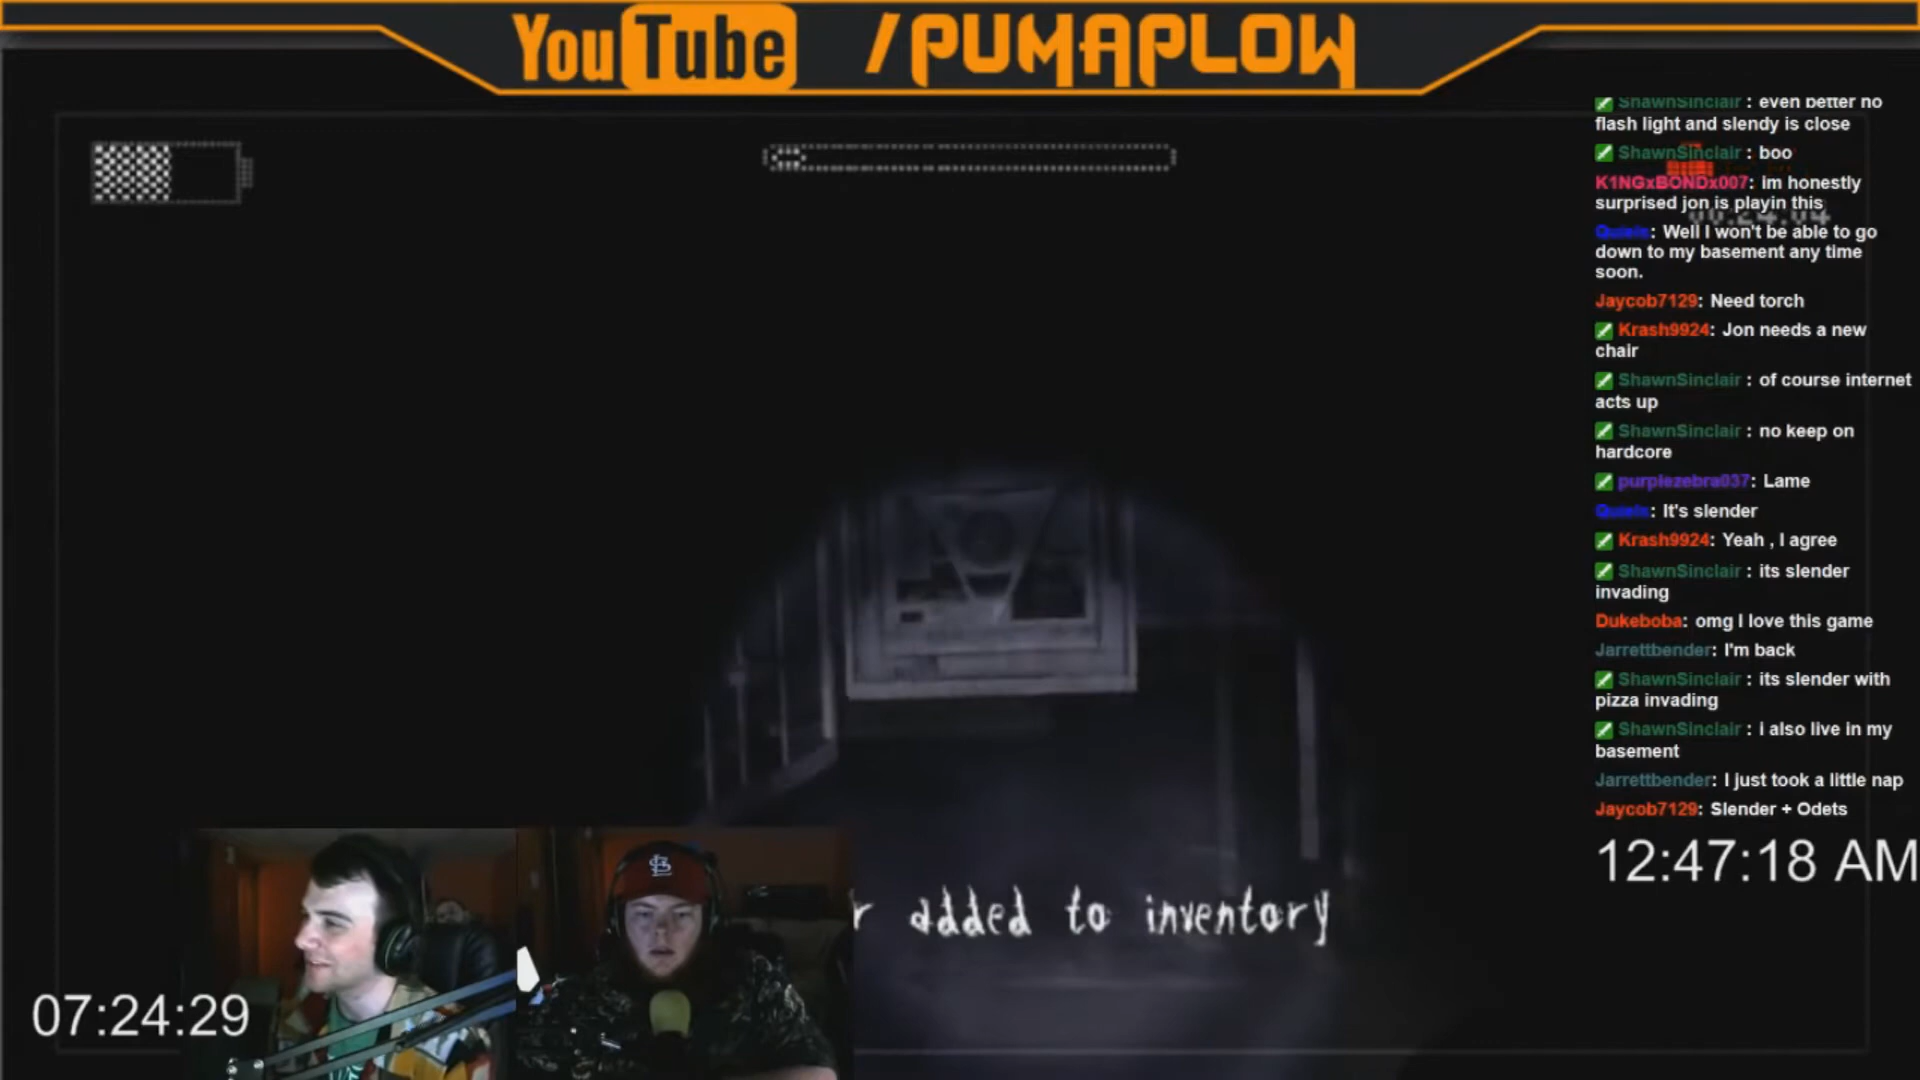 YouTube /PUMAPLOW
ShawnSinclair : even better no
flash light and slendy is close
ShawnSinclair : boo
K1NGxBONDx007: im honestly
surprised jon is playin this
: Well I won't be able to go
down to my basement any time
soon.
Jaycob7129: Need torch
Krash9924: Jon needs a new
chair
ShawnSinclair : of course internet
acts up
ShawnSinclair : no keep on
hardcore
purplezebra037: Lame
: It's slender
Krash9924: Yeah , I agree
ShawnSinclair : its slender
invading
Dukeboba: omg I love this game
Jarrettbender: I'm back
ShawnSinclair : its slender with
pizza invading
ShawnSinclair : i also live in my
basement
Jarrettbender: I just took a little nap
Jaycob7129: Slender + Odets
12:47:18 AM
r added to inventory
07:24:29